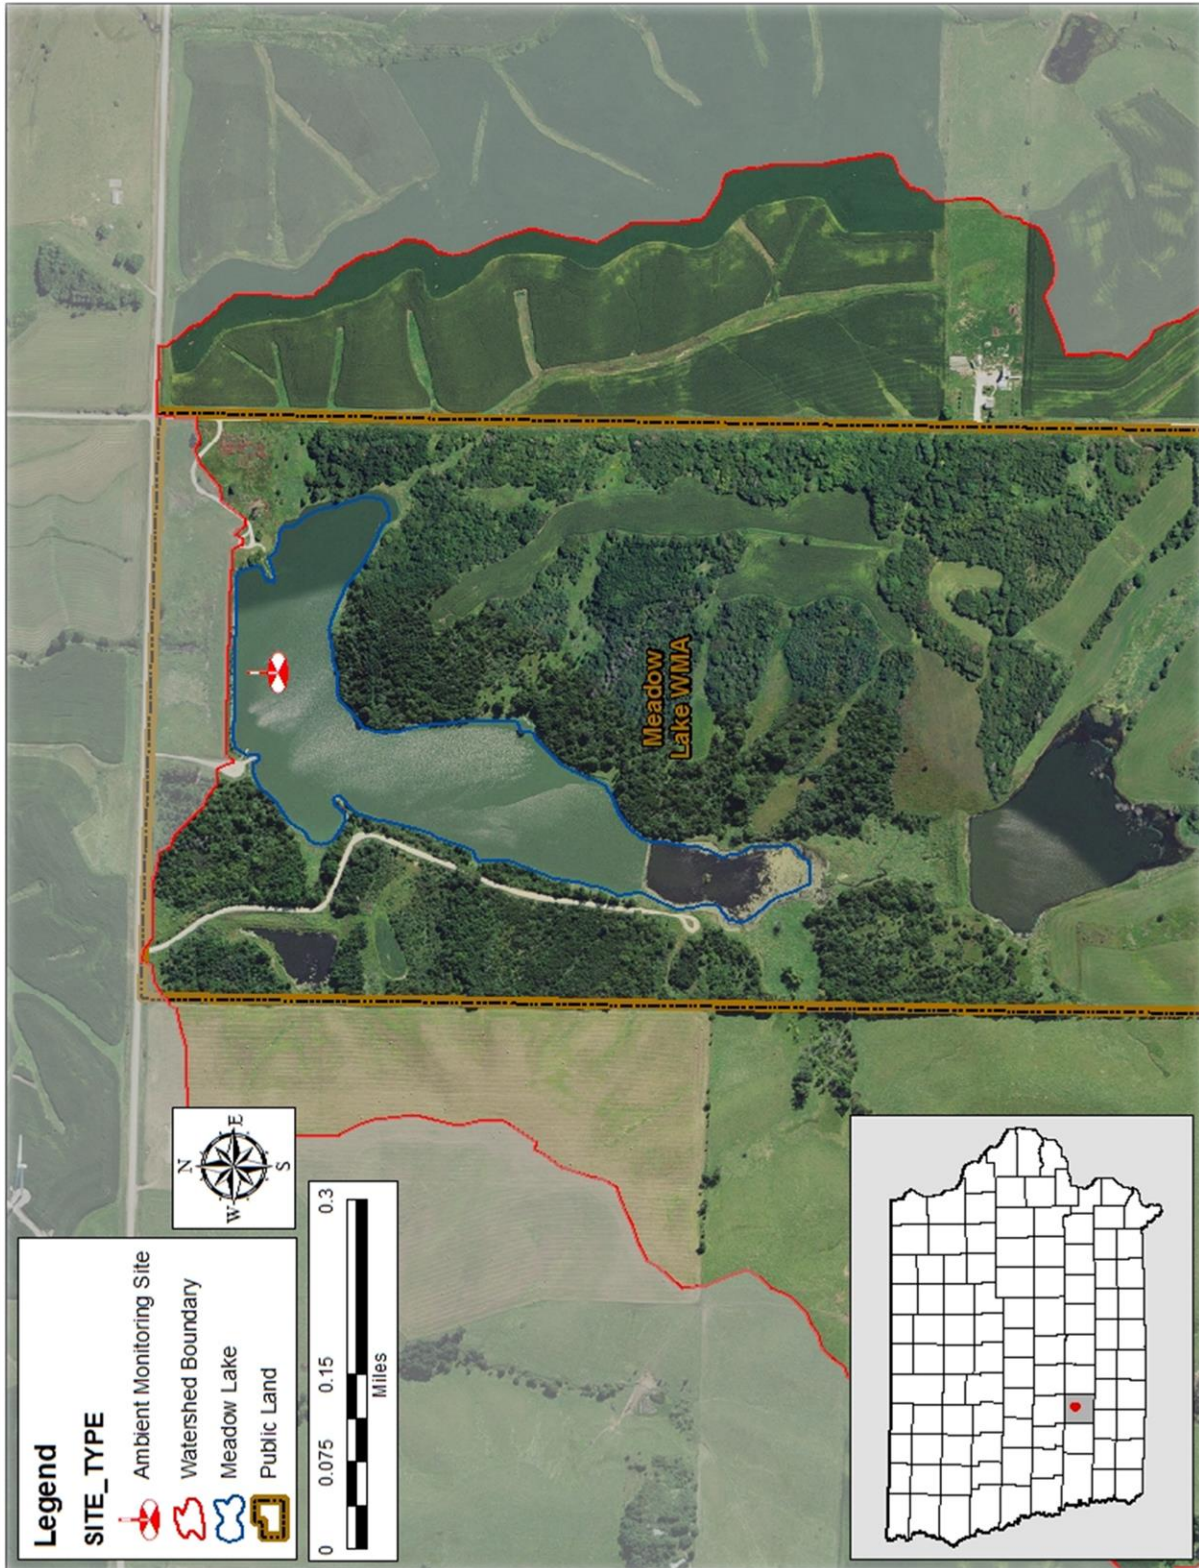 Legend
SITE_TYPE
Ambient Monitoring Site
Watershed Boundary
Meadow Lake
Public Land
0 0.075 0.15 0.3
Miles
N
W E
S
Meadow
Lake WMA